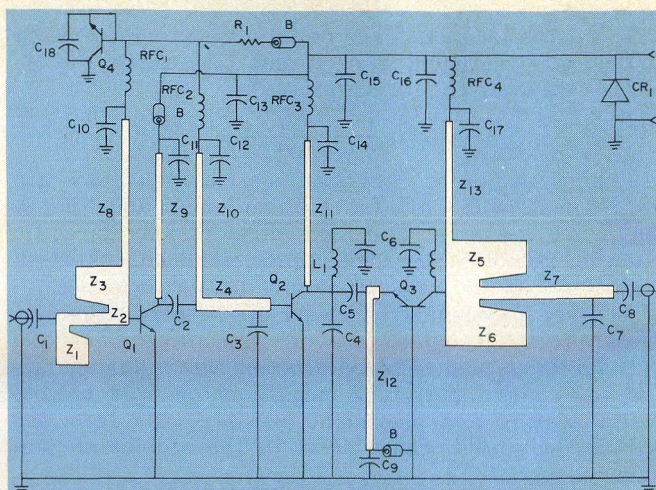 R1 B
C18 Q4 RFC1 RFC2 B C13 RFC3 C15 C16 RFC4 CR1
C10 C11 C12 C14 C17
Z8 Z9 Z10 Z11 Z13
Z3 Z2 Z4 Q2 L1 C6 Q3 Z5 Z7
C1 Z1 Q1 C2 C3 C4 C5 Z6 C7 C8
Z12
B
C9